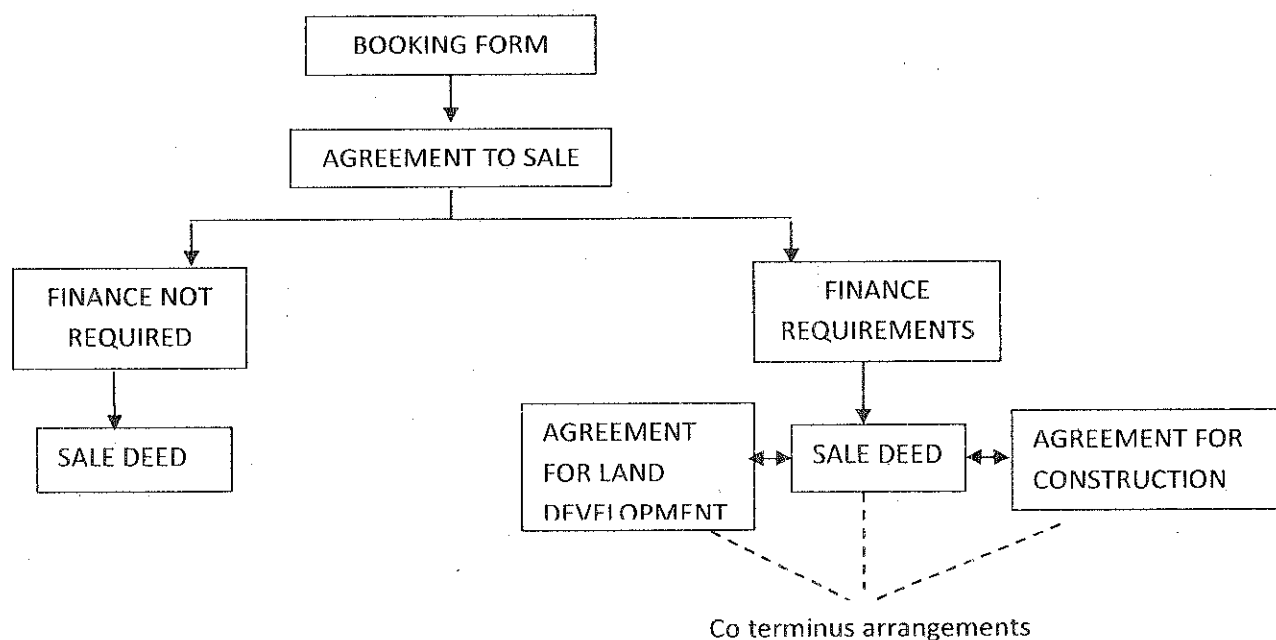 BOOKING FORM
AGREEMENT TO SALE
FINANCE NOT
REQUIRED
FINANCE
REQUIREMENTS
SALE DEED
AGREEMENT
FOR LAND
DEVELOPMENT
SALE DEED
AGREEMENT FOR
CONSTRUCTION
Co terminus arrangements